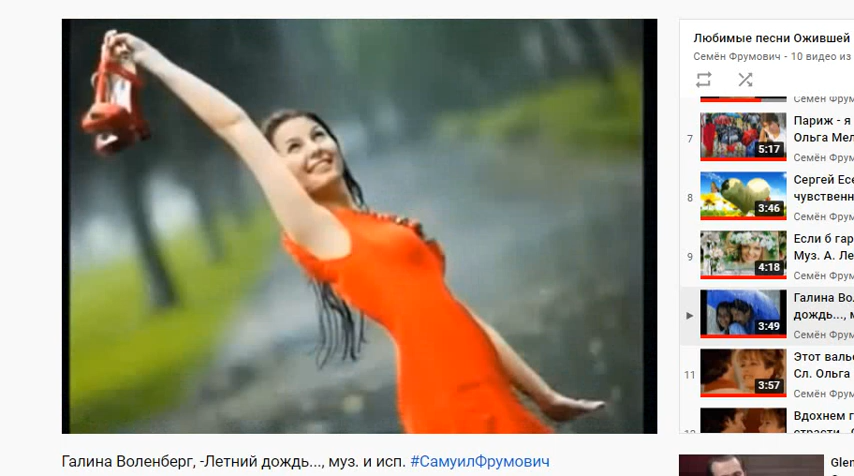 Любимые песни Ожившей
Семён Фрумович - 10 видео из
7
Париж - я
Ольга Мел
Семён Фрум
5:17
8
Сергей Есе
чувственн
Семён Фрум
3:46
9
Если б гар
Муз. А. Ле
Семён Фрум
4:18
Галина Вол
дождь..., м
Семён Фрум
3:49
11
Этот валь
Сл. Ольга
Семён Фрум
3:57
Вдохнем г
Галина Воленберг, -Летний дождь..., муз. и исп. #СамуилФрумович
Glen